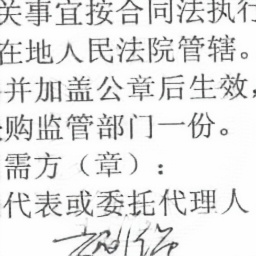 关事宜按合同法执行
在地人民法院管辖。
并加盖公章后生效，
购监管部门一份。
需方（章）：
代表或委托代理人